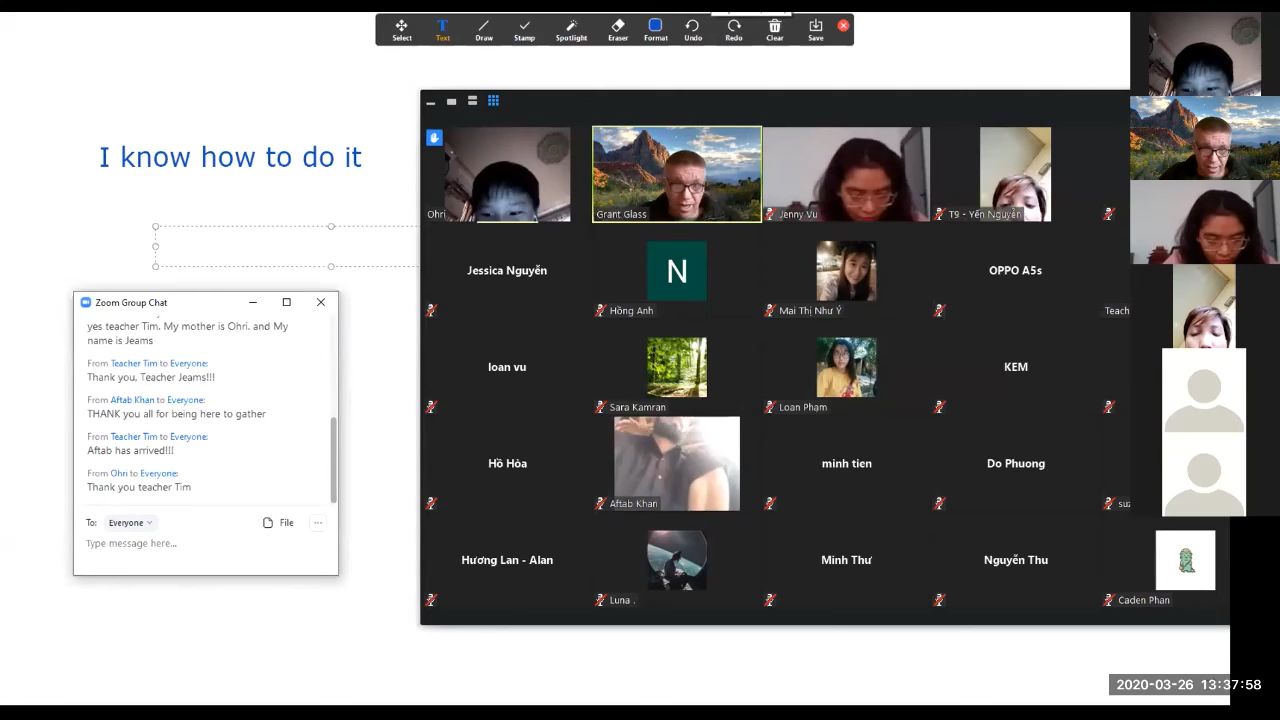 Select
Text
Draw
Stamp
Spotlight
Eraser
Format
Undo
Redo
Clear
Save
I know how to do it
Ohri
Grant Glass
Jenny Vu
T9 - Yến Nguyễn
Jessica Nguyễn
N
Hồng Anh
Mai Thị Như Ý
OPPO A5s
Teach
loan vu
Sara Kamran
Loan Phạm
KEM
Hồ Hòa
Aftab Khan
minh tien
Do Phuong
suz
Hương Lan - Alan
Luna .
Minh Thư
Nguyễn Thu
Caden Phan
Zoom Group Chat
yes teacher Tim. My mother is Ohri. and My
name is Jeams
From Teacher Tim to Everyone:
Thank you, Teacher Jeams!!!
From Aftab Khan to Everyone:
THANK you all for being here to gather
From Teacher Tim to Everyone:
Aftab has arrived!!!
From Ohri to Everyone:
Thank you teacher Tim
To: Everyone
File
...
Type message here...
2020-03-26 13:37:58